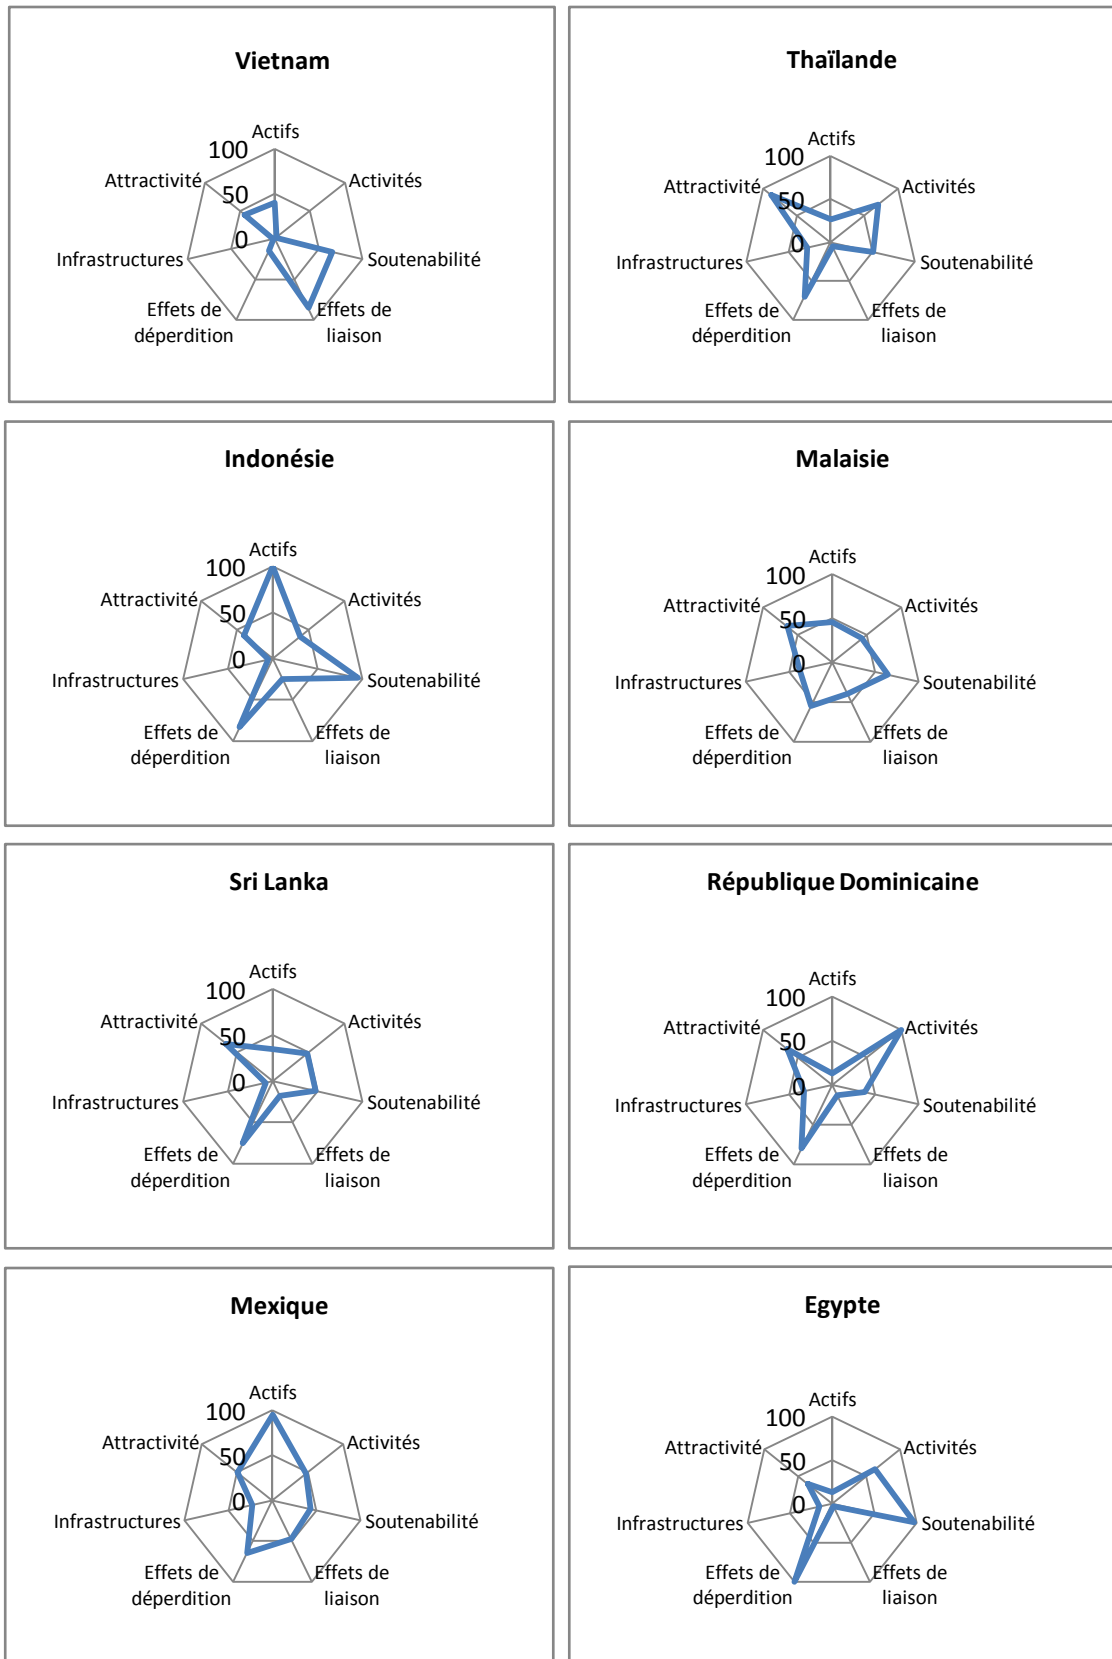 Vietnam
Actifs
100
Attractivité
Activités
50
0
Infrastructures
Soutenabilité
Effets de
déperdition
Effets de
liaison
Thaïlande
Actifs
100
Attractivité
Activités
50
0
Infrastructures
Soutenabilité
Effets de
déperdition
Effets de
liaison
Indonésie
Actifs
100
Attractivité
Activités
50
0
Infrastructures
Soutenabilité
Effets de
déperdition
Effets de
liaison
Malaisie
Actifs
100
Attractivité
Activités
50
0
Infrastructures
Soutenabilité
Effets de
déperdition
Effets de
liaison
Sri Lanka
Actifs
100
Attractivité
Activités
50
0
Infrastructures
Soutenabilité
Effets de
déperdition
Effets de
liaison
République Dominicaine
Actifs
100
Attractivité
Activités
50
0
Infrastructures
Soutenabilité
Effets de
déperdition
Effets de
liaison
Mexique
Actifs
100
Attractivité
Activités
50
0
Infrastructures
Soutenabilité
Effets de
déperdition
Effets de
liaison
Egypte
Actifs
100
Attractivité
Activités
50
0
Infrastructures
Soutenabilité
Effets de
déperdition
Effets de
liaison